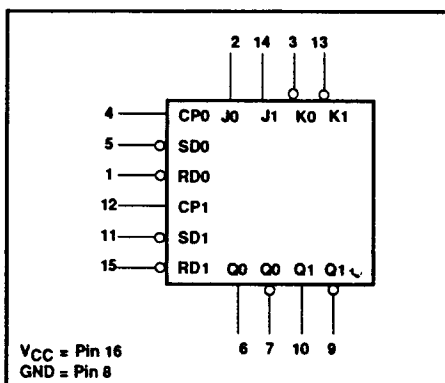 2 14 3 13
4 CP0 J0 J1 K0 K1
5 SD0
1 RD0
12 CP1
11 SD1
15 RD1 Q0 Q0 Q1 Q1
6 7 10 9
VCC = Pin 16
GND = Pin 8